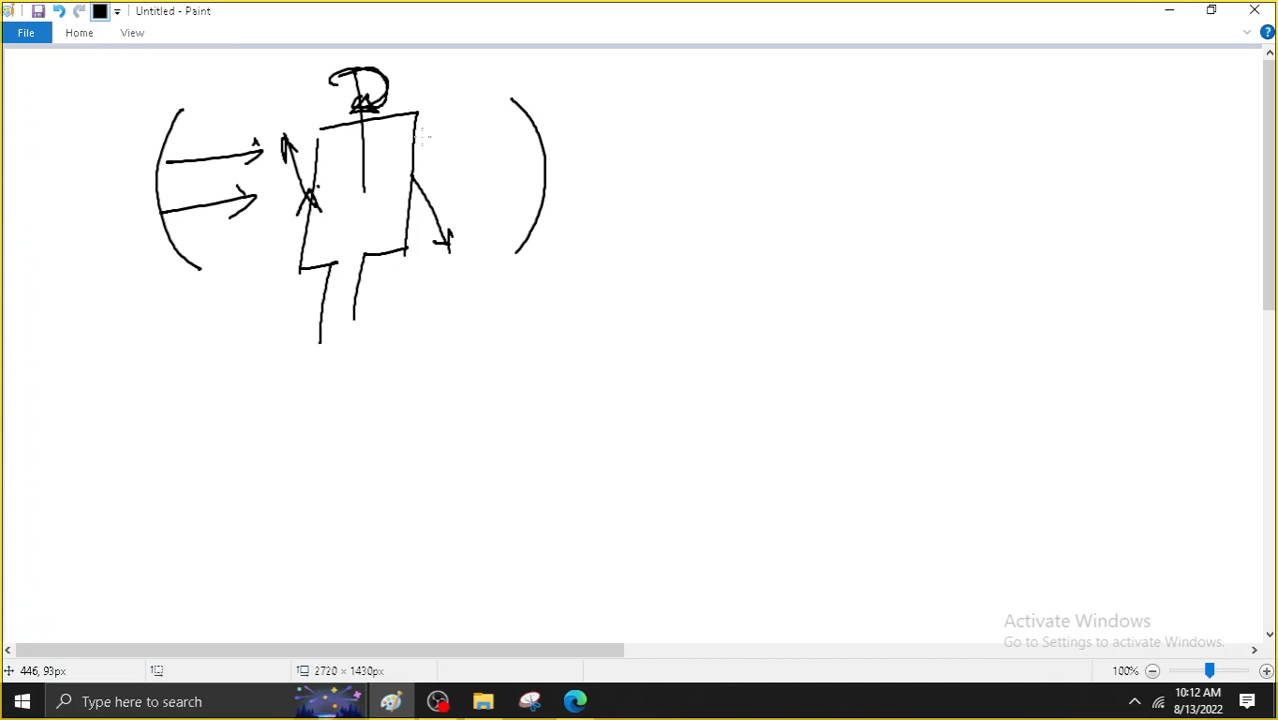 Untitled - Paint
File Home View
Activate Windows
Go to Settings to activate Windows.
446, 93px
2720 × 1430px
100%
Type here to search
10:12 AM
8/13/2022